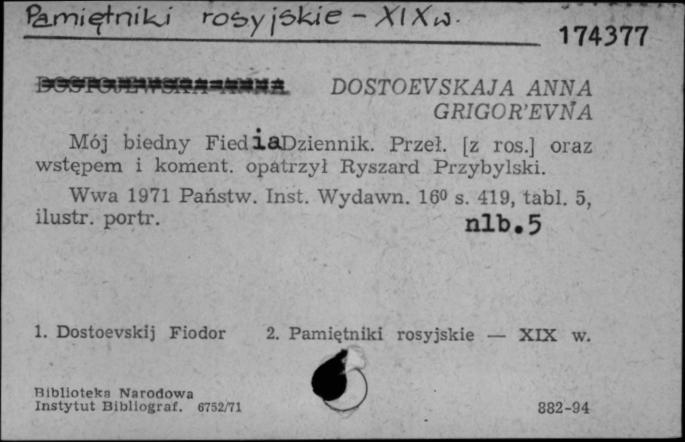 Pamiętniki rosyjskie - XIX w.
174377
DOSTOEVSKAJA ANNA
GRIGOR'EVNA
Mój biedny FiediaDziennik. Przeł. [z ros.] oraz
wstępem i koment. opatrzył Ryszard Przybylski.
Wwa 1971 Państw. Inst. Wydawn. 16⁰ s. 419, tabl. 5,
ilustr. portr. nlb.5
1. Dostoevskij Fiodor 2. Pamiętniki rosyjskie — XIX w.
Biblioteka Narodowa
Instytut Bibliograf. 6752/71 882-94